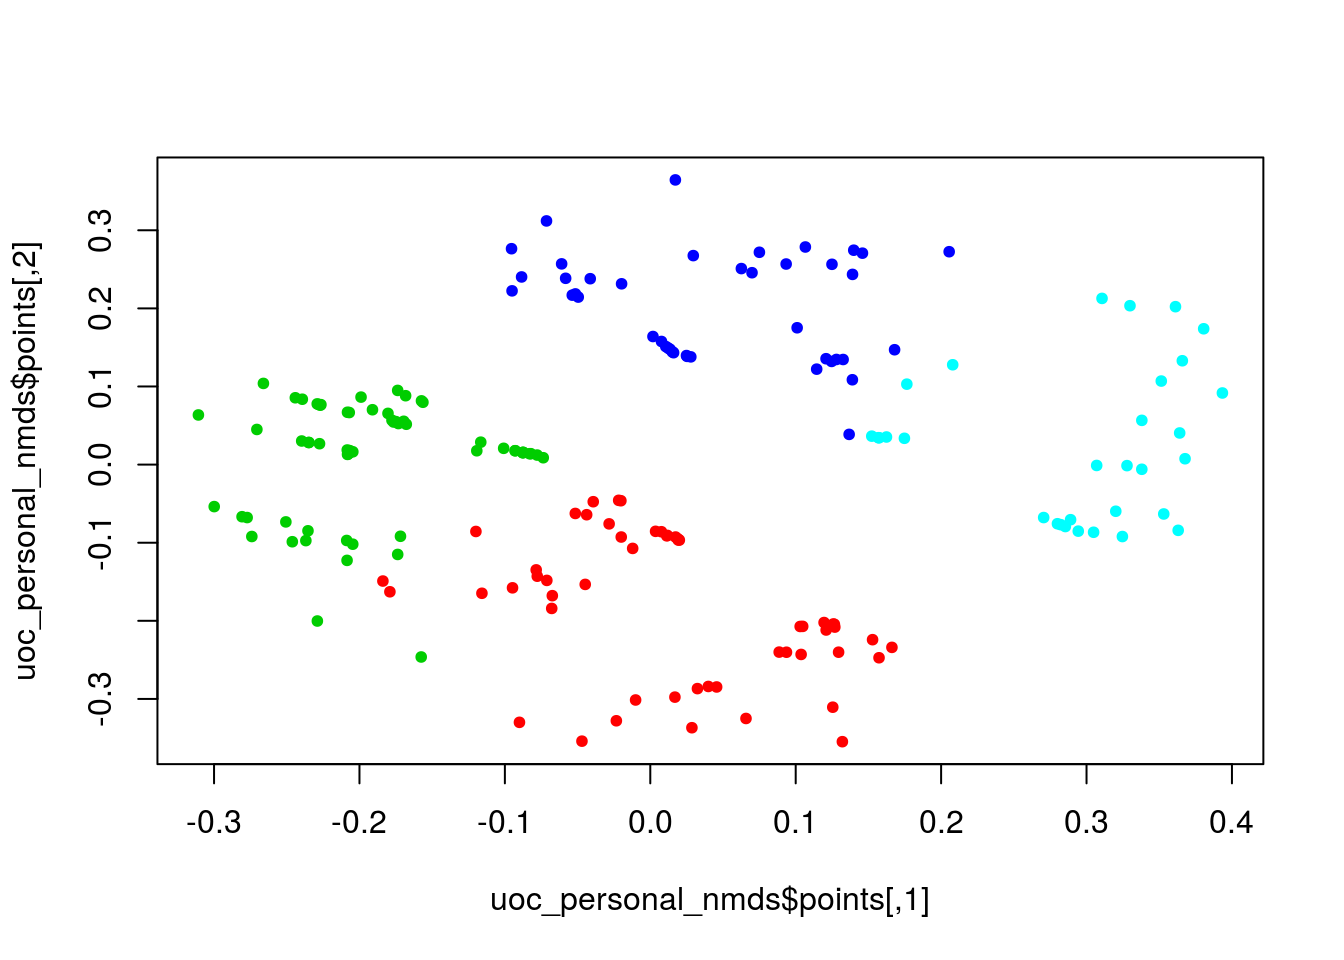 uoc_personal_nmds$points[,2]
0.3
0.2
0.1
0.0
-0.1
-0.3
-0.3 -0.2 -0.1 0.0 0.1 0.2 0.3 0.4
uoc_personal_nmds$points[,1]